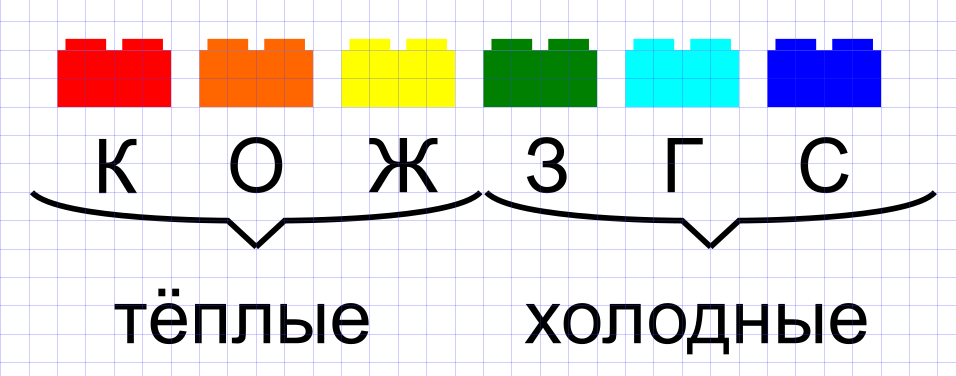 К О Ж З Г С
тёплые холодные